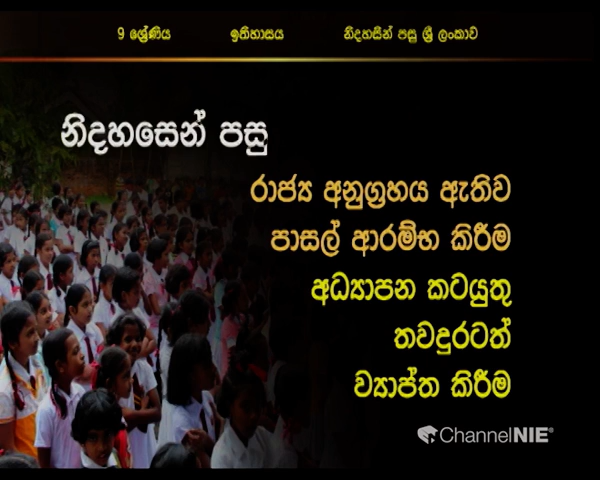 9 ශ්‍රේණිය ඉතිහාසය නිදහසින් පසු ශ්‍රී ලංකාව
නිදහසෙන් පසු
රාජ්‍ය අනුග්‍රහය ඇතිව
පාසල් ආරම්භ කිරීම
අධ්‍යාපන කටයුතු
තවදුරටත්
ව්‍යාප්ත කිරීම
ChannelNIE®